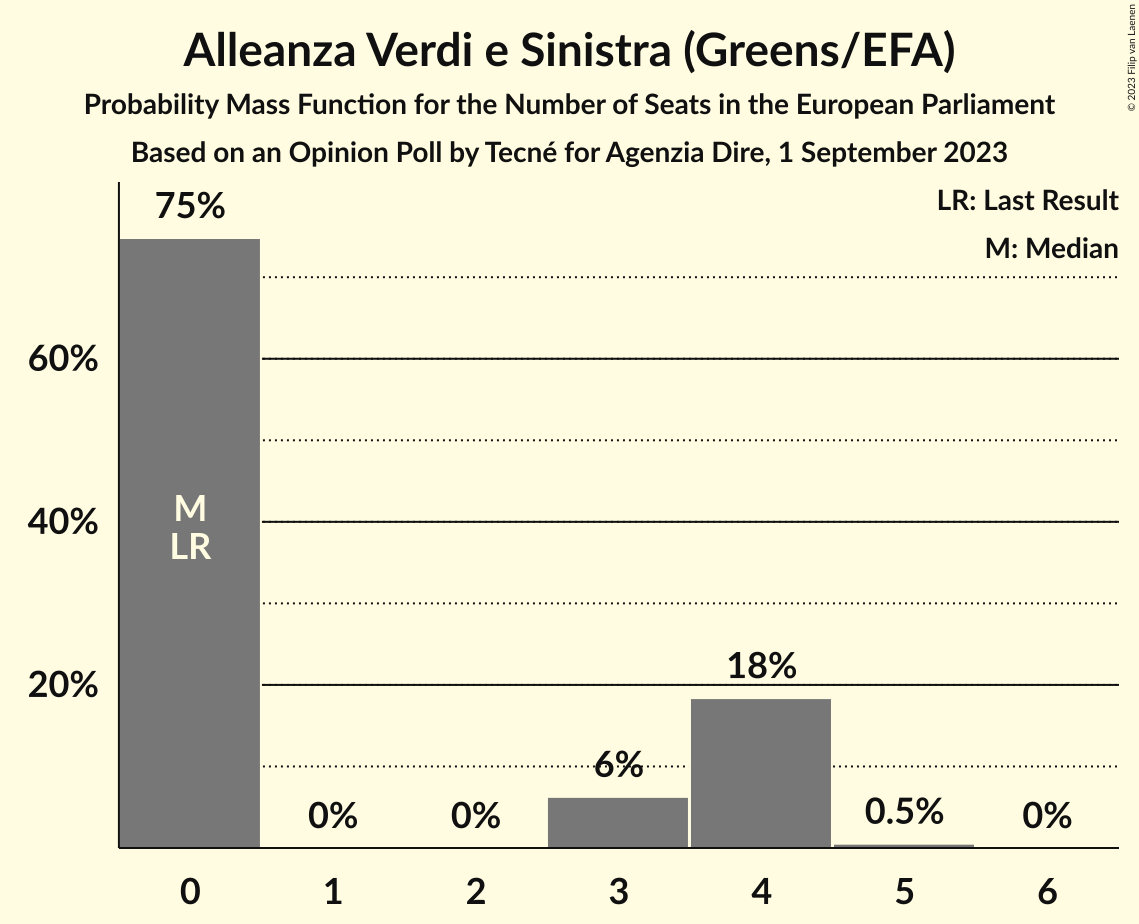 Alleanza Verdi e Sinistra (Greens/EFA)
Probability Mass Function for the Number of Seats in the European Parliament
Based on an Opinion Poll by Tecné for Agenzia Dire, 1 September 2023
© 2023 Filip van Laenen
LR: Last Result
M: Median
75%
60%
40%
20%
M
LR
0%
0%
6%
18%
0.5%
0%
0
1
2
3
4
5
6